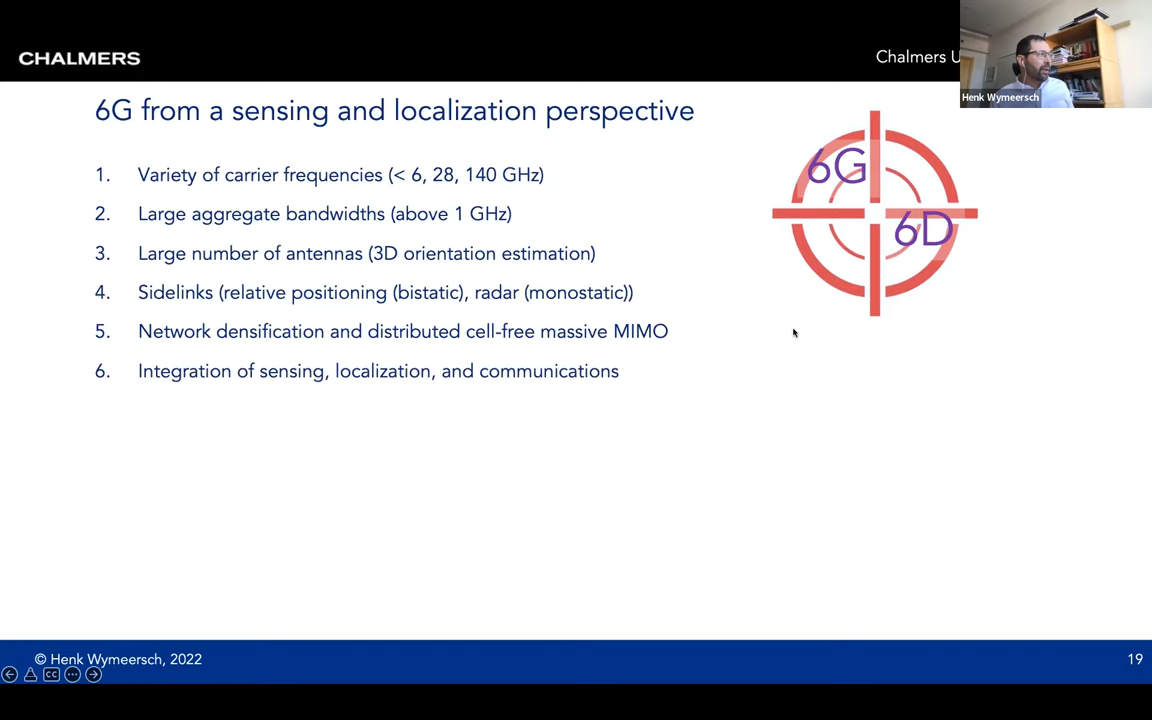 CHALMERS
Chalmers U
Henk Wymeersch
6G from a sensing and localization perspective
6G
6D
1. Variety of carrier frequencies (< 6, 28, 140 GHz)
2. Large aggregate bandwidths (above 1 GHz)
3. Large number of antennas (3D orientation estimation)
4. Sidelinks (relative positioning (bistatic), radar (monostatic))
5. Network densification and distributed cell-free massive MIMO
6. Integration of sensing, localization, and communications
© Henk Wymeersch, 2022
19
CC